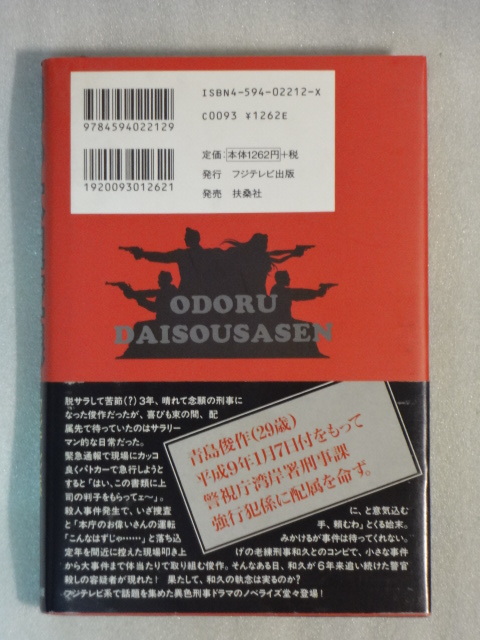 ISBN4-594-02212-X
C0093 ¥1262E
9784594022129
定価:本体1262円+税
発行 フジテレビ出版
1920093012621
発売 扶桑社
ODORU
DAISOUSASEN
脱サラして苦節(?)3年、晴れて念願の刑事に
なった俊作だったが、喜びも束の間、配
属先で待っていたのはサラリー
マン的な日常だった。
緊急通報で現場にカッコ
良くパトカーで急行しようと
すると「はい、この書類に上
司の判子をもらってェ〜」。
殺人事件発生で、いざ捜査に、と意気込む
と「本庁のお偉いさんの運転手、頼むわ」とくる始末。
「こんなはずじゃ……」と落ち込みかけるが事件は待ってくれない。
定年を間近に控えた現場叩き上げの老練刑事和久とのコンビで、小さな事件
から大事件まで体当たりで取り組む俊作。そんなある日、和久が6年来追い続けた警官
殺しの容疑者が現れた! 果たして、和久の執念は実るのか?
フジテレビ系で話題を集めた異色刑事ドラマのノベライズ堂々登場!
青島俊作(29歳)
平成9年1月7日付をもって
警視庁湾岸署刑事課
強行犯係に配属を命ず。